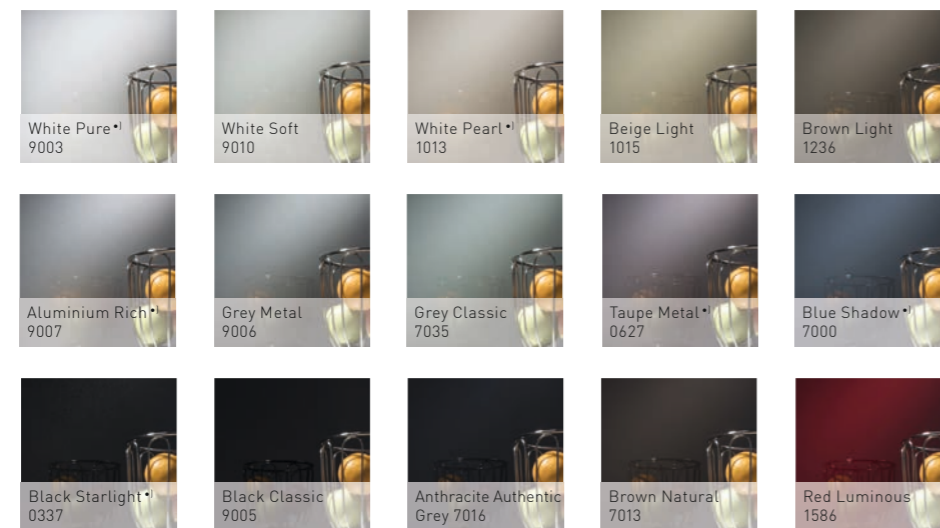 White Pure •)
9003
White Soft
9010
White Pearl •)
1013
Beige Light
1015
Brown Light
1236
Aluminium Rich •)
9007
Grey Metal
9006
Grey Classic
7035
Taupe Metal •)
0627
Blue Shadow •)
7000
Black Starlight •)
0337
Black Classic
9005
Anthracite Authentic
Grey 7016
Brown Natural
7013
Red Luminous
1586